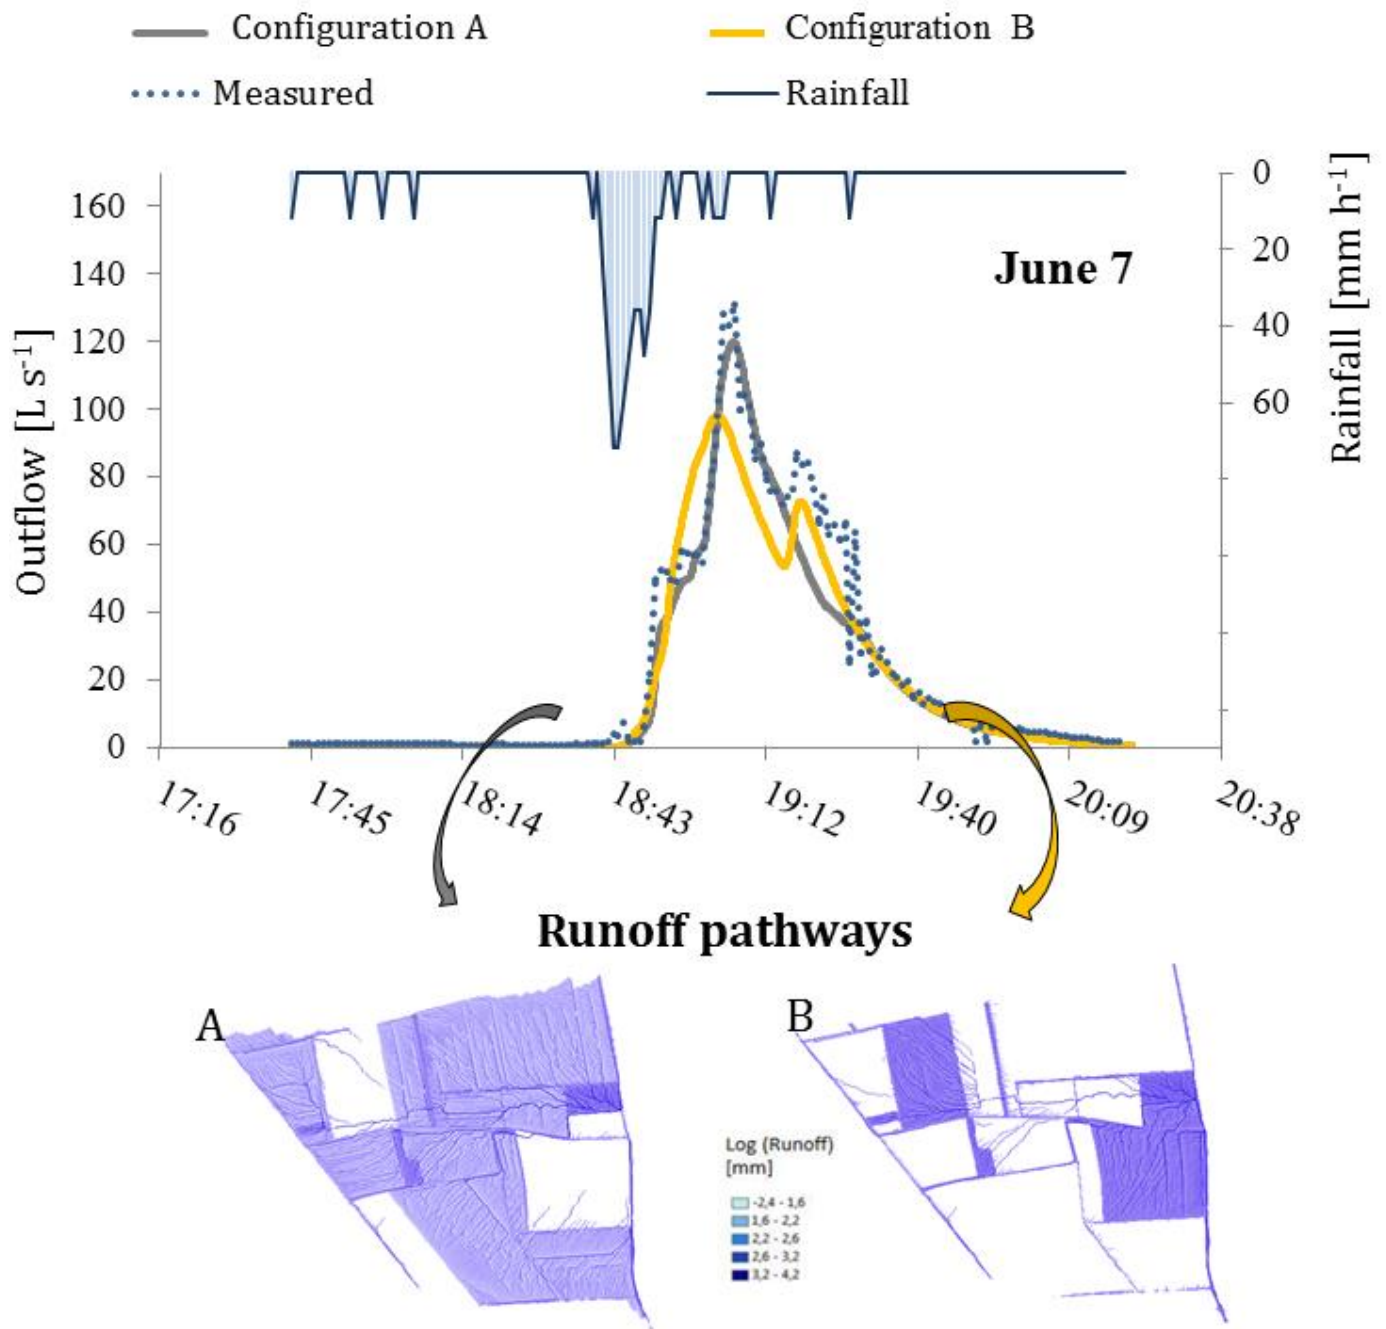 Configuration A
Configuration B
Measured
Rainfall
Outflow [L s-1]
160
140
120
100
80
60
40
20
0
0
20
40
60
Rainfall [mm h-1]
June 7
17:16
17:45
18:14
18:43
19:12
19:40
20:09
20:38
Runoff pathways
A
B
Log (Runoff)
[mm]
-2,4 - 1,6
1,6 - 2,2
2,2 - 2,6
2,6 - 3,2
3,2 - 4,2